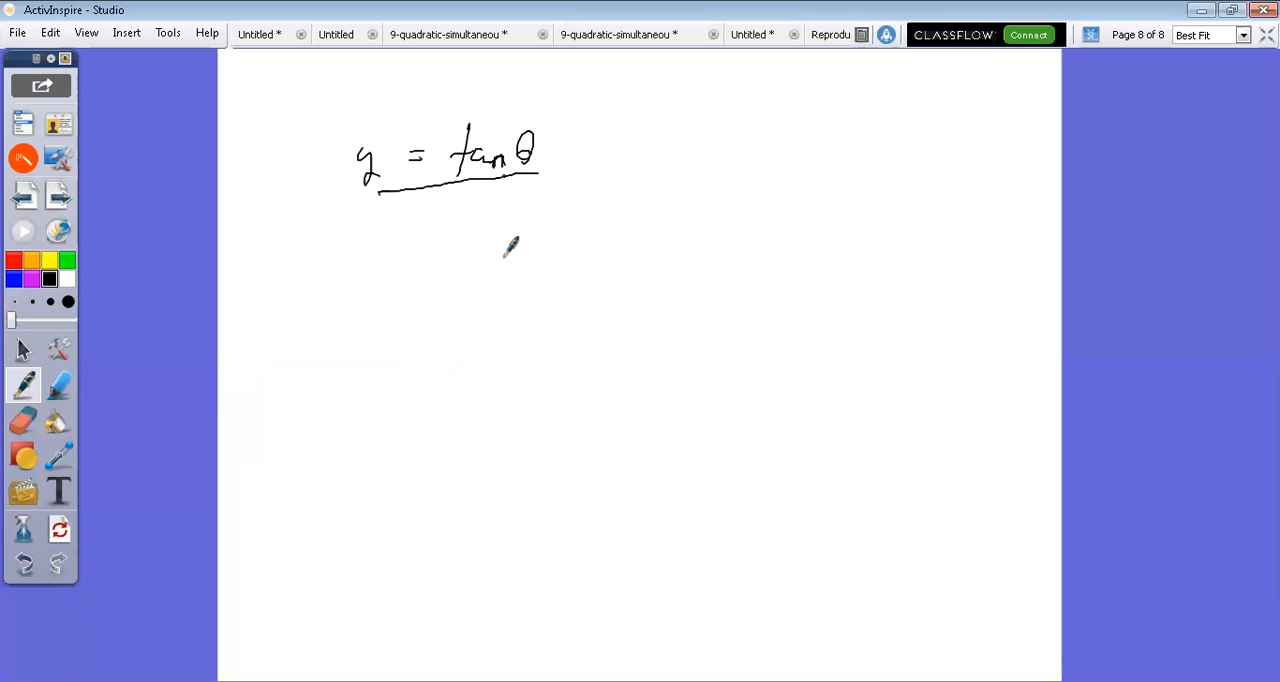 ActivInspire - Studio
File Edit View Insert Tools Help Untitled * Untitled 9-quadratic-simultaneou * 9-quadratic-simultaneou * Untitled * Reprodu CLASSFLOW Connect Page 8 of 8 Best Fit
y = tanθ
T